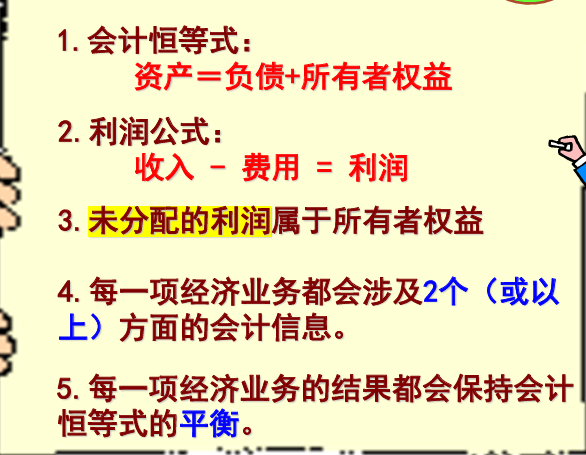 1.会计恒等式：
资产＝负债+所有者权益
2.利润公式：
收入 － 费用 = 利润
3.未分配的利润属于所有者权益
4.每一项经济业务都会涉及2个（或以
上）方面的会计信息。
5.每一项经济业务的结果都会保持会计
恒等式的平衡。